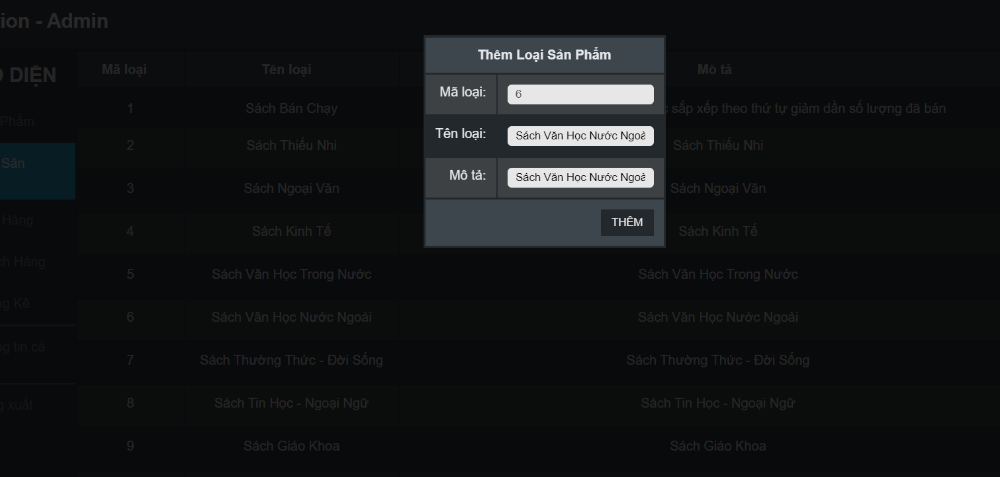 ion - Admin
DIỆN
Phẩm
Sản
Hàng
ch Hàng
ng Kê
ng tin cá
g xuất
Mã loại Tên loại Mô tả
1 Sách Bán Chạy sắp xếp theo thứ tự giảm dần số lượng đã bán
2 Sách Thiếu Nhi Sách Thiếu Nhi
3 Sách Ngoại Văn Sách Ngoại Văn
4 Sách Kinh Tế Sách Kinh Tế
5 Sách Văn Học Trong Nước Sách Văn Học Trong Nước
6 Sách Văn Học Nước Ngoài Sách Văn Học Nước Ngoài
7 Sách Thường Thức - Đời Sống Sách Thường Thức - Đời Sống
8 Sách Tin Học - Ngoại Ngữ Sách Tin Học - Ngoại Ngữ
9 Sách Giáo Khoa Sách Giáo Khoa
Thêm Loại Sản Phẩm
Mã loại: 6
Tên loại: Sách Văn Học Nước Ngoà
Mô tả: Sách Văn Học Nước Ngoà
THÊM